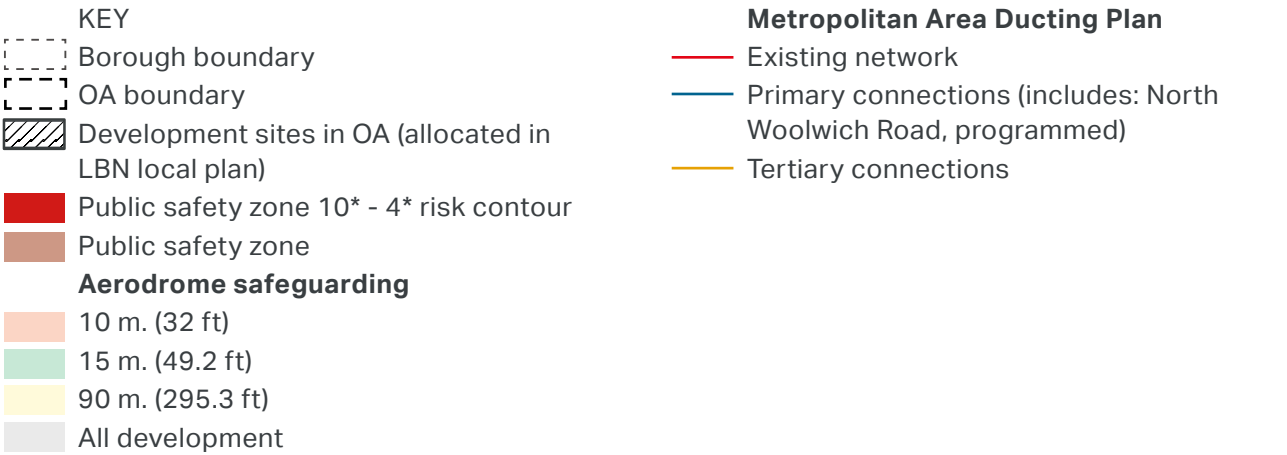 KEY
Borough boundary
OA boundary
Development sites in OA (allocated in
LBN local plan)
Public safety zone 10* - 4* risk contour
Public safety zone
Aerodrome safeguarding
10 m. (32 ft)
15 m. (49.2 ft)
90 m. (295.3 ft)
All development
Metropolitan Area Ducting Plan
Existing network
Primary connections (includes: North
Woolwich Road, programmed)
Tertiary connections